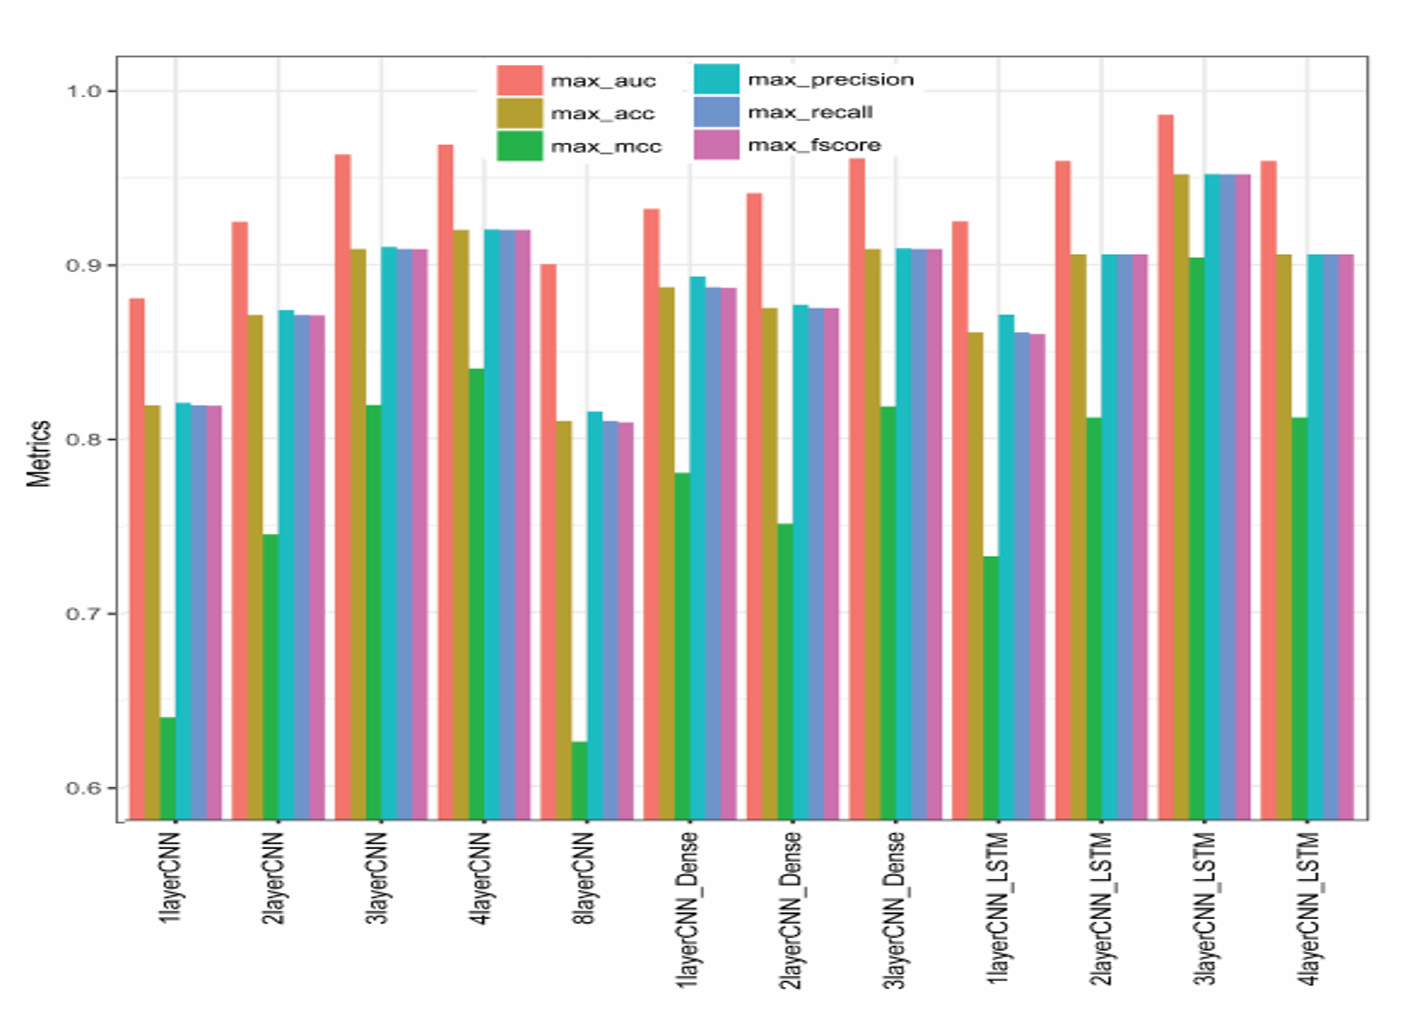 max_auc
max_precision
max_acc
max_recall
max_mcc
max_fscore
Metrics
1.0
0.9
0.8
0.7
0.6
1layerCNN
2layerCNN
3layerCNN
4layerCNN
8layerCNN
1layerCNN_Dense
2layerCNN_Dense
3layerCNN_Dense
1layerCNN_LSTM
2layerCNN_LSTM
3layerCNN_LSTM
4layerCNN_LSTM